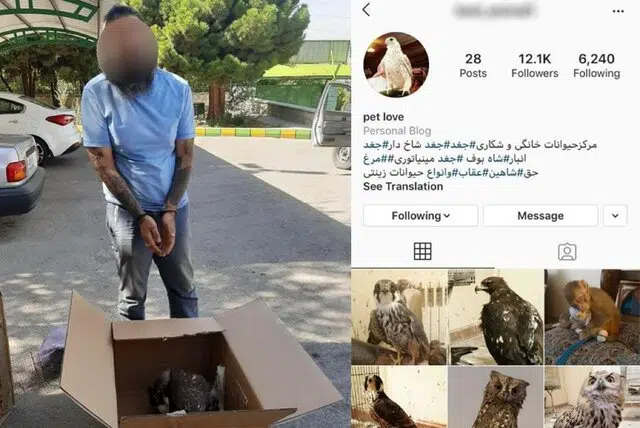 28
Posts
12.1K
Followers
6,240
Following
pet love
Personal Blog
مرکزحیوانات خانگی و شکاری#جغد#جغد شاخ دار#جغد
انبار#شاه بوف #جغد مینیاتوری##مرغ
حق#شاهین#عقاب#وانواع حیوانات زینتی
See Translation
Following
Message